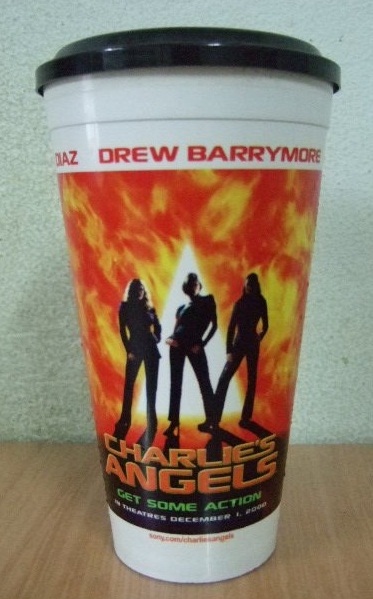 DIAZ DREW BARRYMORE
CHARLIE'S
ANGELS
GET SOME ACTION
IN THEATRES DECEMBER 1, 2000
sony.com/charliesangels